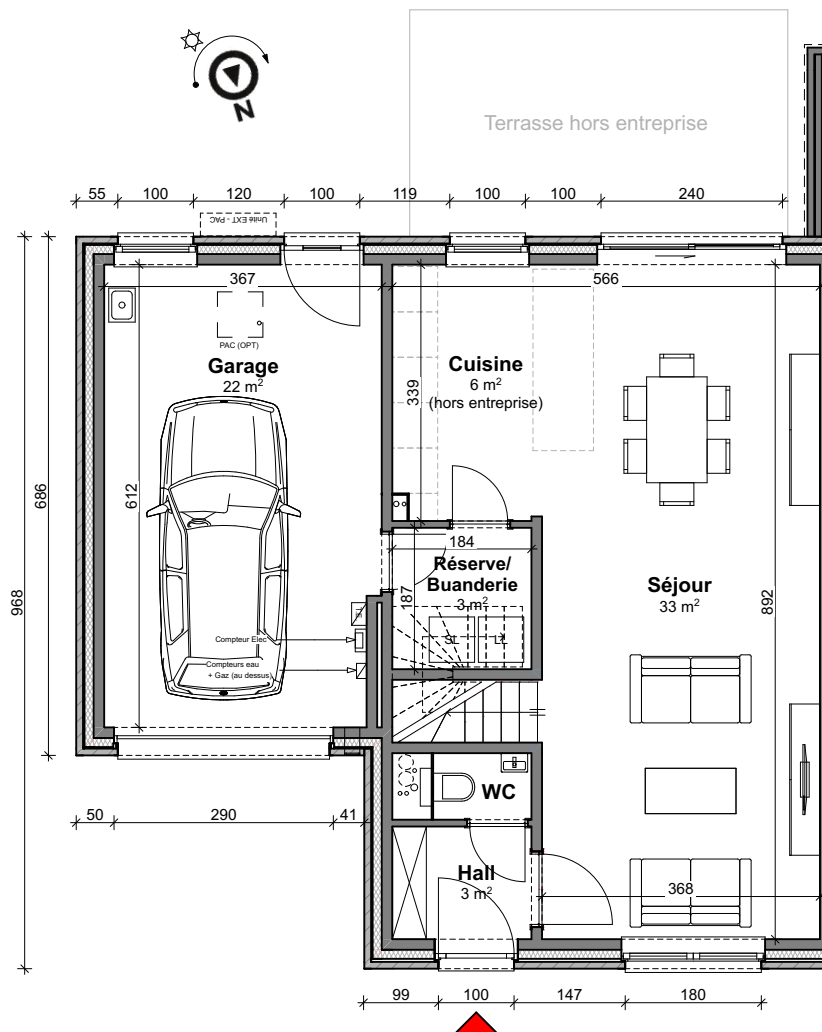 N
Terrasse hors entreprise
55 100 120 100 119 100 100 240
Unité EXT - PAC
367
566
PAC (OPT)
Garage
22 m²
Cuisine
6 m²
(hors entreprise)
339
612
686
968
184
Réserve/
Buanderie
3 m²
187
SL
LL
Séjour
33 m²
892
T.E.
Compteur Elec
Compteurs eau
+ Gaz (au dessus)
WC
50 290 41
Hall
3 m²
368
99 100 147 180